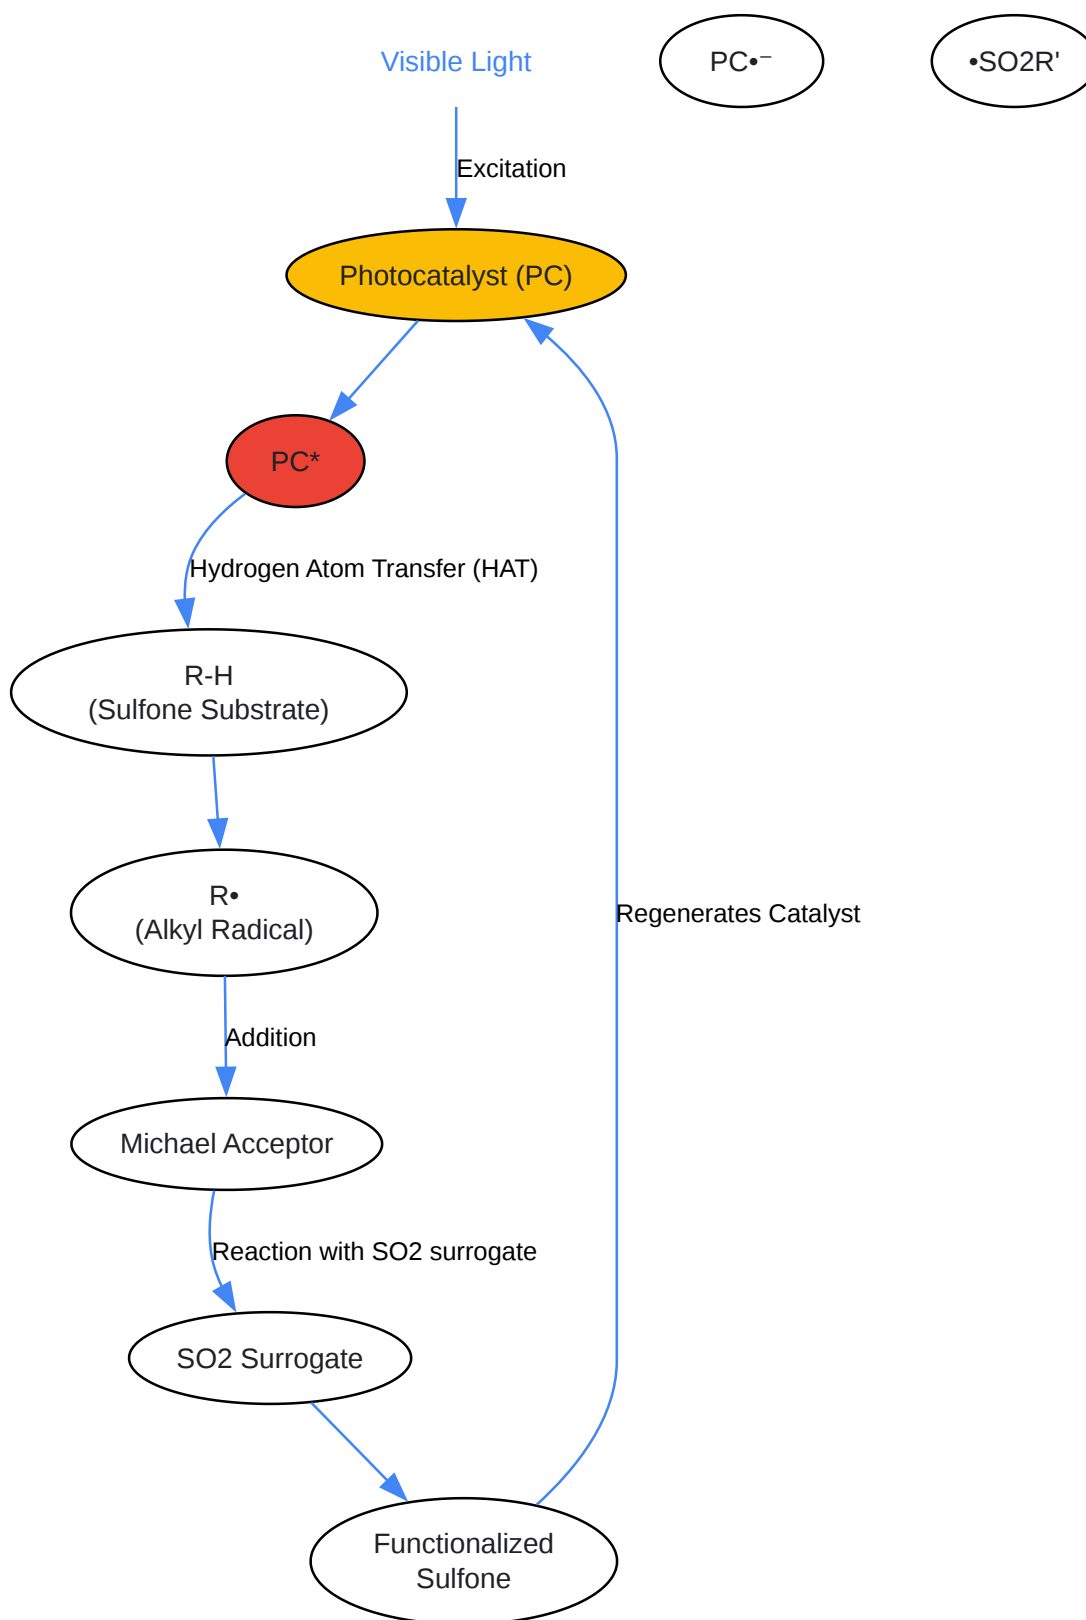 Visible Light
PC•⁻
•SO2R'
Excitation
Photocatalyst (PC)
PC*
Hydrogen Atom Transfer (HAT)
R-H
(Sulfone Substrate)
R•
(Alkyl Radical)
Regenerates Catalyst
Addition
Michael Acceptor
Reaction with SO2 surrogate
SO2 Surrogate
Functionalized
Sulfone